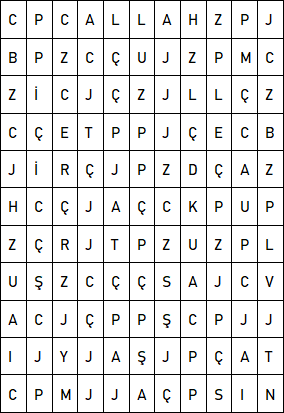 C P C A L L A H Z P J
B P Z C Ç U J Z P M C
Z İ C J Ç Z J L L Ç Z
C Ç E T P P J Ç E C B
J İ R Ç J P Z D Ç A Z
H C Ç J A Ç C K P U P
Z Ç R J T P Z U Z P L
U Ş Z C Ç Ç S A J C V
A C J Ç P P Ş C P J J
I J Y J A Ş J P Ç A T
C P M J J A Ç P S I N